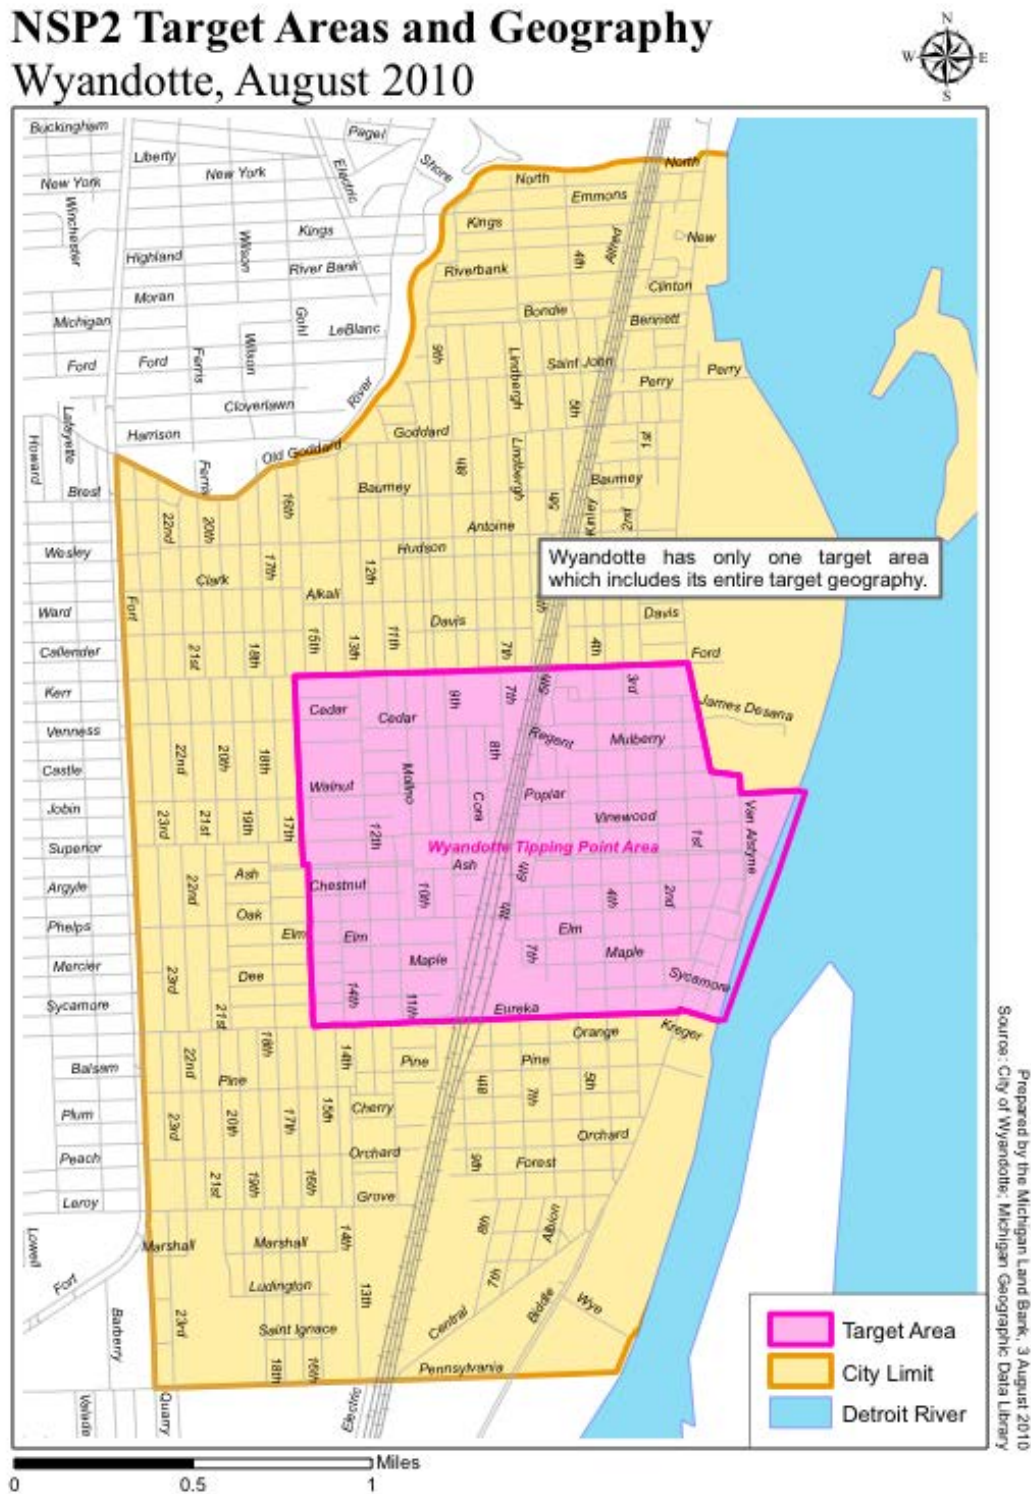 NSP2 Target Areas and Geography
Wyandotte, August 2010
N
W
E
S
Buckingham
Pagel
Liberty
New York
Electric
Shore
New York
North
North
Emmons
Winchester
Kings
Kings
Wilson
Alfred
New
Highland
River Bank
Riverbank
4th
Clinton
Moran
Michigan
Gohl
LeBlanc
Bondie
Bennett
Ford
Ford
Ferris
Wilson
9th
Lindbergh
Saint John
Perry
Perry
Cloverlawn
River
5th
Lafayette
Harrison
Goddard
1st
Howard
Old Goddard
Lindbergh
Ferris
8th
Brest
16th
Baumey
Baumey
5th
22nd
20th
Antoine
Kinley
2nd
Wesley
Hudson
17th
12th
Wyandotte has only one target area
which includes its entire target geography.
Clark
Alkali
Fort
Ward
Davis
Davis
15th
13th
11th
7th
4th
Callender
21st
18th
Ford
Kerr
Cedar
Cedar
9th
7th
5th
3rd
James Desana
Venness
Regent
Mulberry
22nd
20th
18th
8th
Castle
Walnut
Molino
Cora
Poplar
Jobin
23rd
21st
19th
17th
12th
Vinewood
1st
Van Alstyne
Superior
Wyandotte Tipping Point Area
Ash
Ash
6th
Argyle
22nd
Chestnut
10th
4th
2nd
Oak
Phelps
Elm
Elm
Elm
7th
Maple
Maple
Mercier
23rd
Dee
Sycamore
Sycamore
14th
11th
Eureka
21st
Orange
Kreger
18th
Balsam
22nd
14th
Pine
Pine
Pine
8th
7th
5th
Plum
23rd
20th
17th
15th
Cherry
Orchard
Peach
Orchard
9th
Forest
21st
19th
16th
Leroy
Grove
Lowell
Marshall
Marshall
14th
8th
Albion
Fort
Ludington
7th
13th
Barberry
23rd
Saint Ignace
Central
Biddle
Wye
18th
16th
Pennsylvania
Quarry
Electric
Target Area
City Limit
Detroit River
Prepared by the Michigan Land Bank, 3 August 2010
Source: City of Wyandotte; Michigan Geographic Data Library
Miles
0
0.5
1